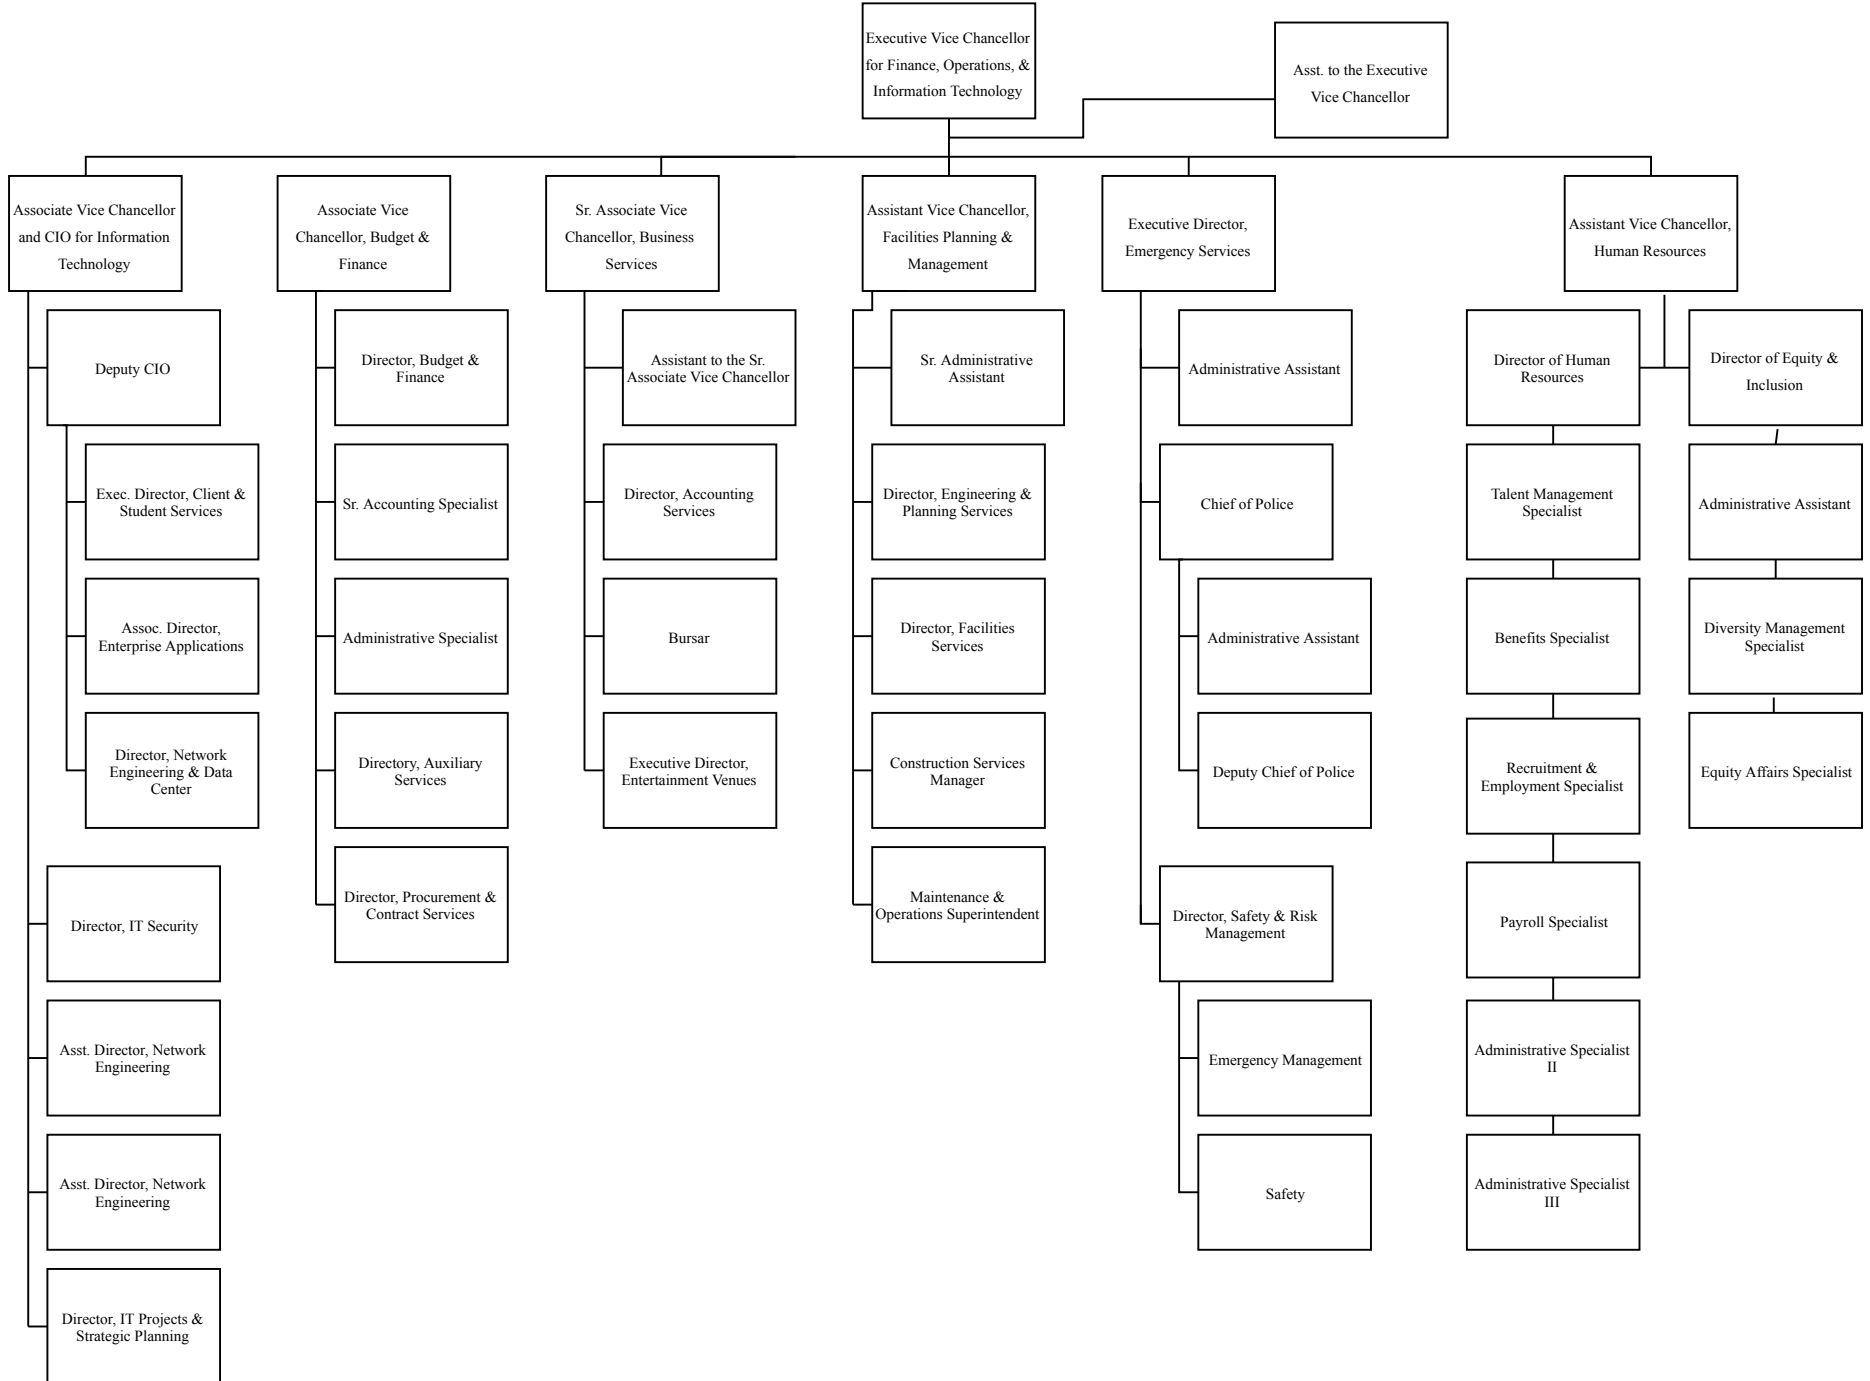 Executive Vice Chancellor
for Finance, Operations, &
Information Technology
Asst. to the Executive
Vice Chancellor
Associate Vice Chancellor
and CIO for Information
Technology
Associate Vice
Chancellor, Budget &
Finance
Sr. Associate Vice
Chancellor, Business
Services
Assistant Vice Chancellor,
Facilities Planning &
Management
Executive Director,
Emergency Services
Assistant Vice Chancellor,
Human Resources
Deputy CIO
Director, Budget &
Finance
Assistant to the Sr.
Associate Vice Chancellor
Sr. Administrative
Assistant
Administrative Assistant
Director of Human
Resources
Director of Equity &
Inclusion
Exec. Director, Client &
Student Services
Sr. Accounting Specialist
Director, Accounting
Services
Director, Engineering &
Planning Services
Chief of Police
Talent Management
Specialist
Administrative Assistant
Assoc. Director,
Enterprise Applications
Administrative Specialist
Bursar
Director, Facilities
Services
Administrative Assistant
Benefits Specialist
Diversity Management
Specialist
Director, Network
Engineering & Data
Center
Directory, Auxiliary
Services
Executive Director,
Entertainment Venues
Construction Services
Manager
Deputy Chief of Police
Recruitment &
Employment Specialist
Equity Affairs Specialist
Director, IT Security
Director, Procurement &
Contract Services
Maintenance &
Operations Superintendent
Director, Safety & Risk
Management
Payroll Specialist
Asst. Director, Network
Engineering
Emergency Management
Administrative Specialist
II
Asst. Director, Network
Engineering
Safety
Administrative Specialist
III
Director, IT Projects &
Strategic Planning